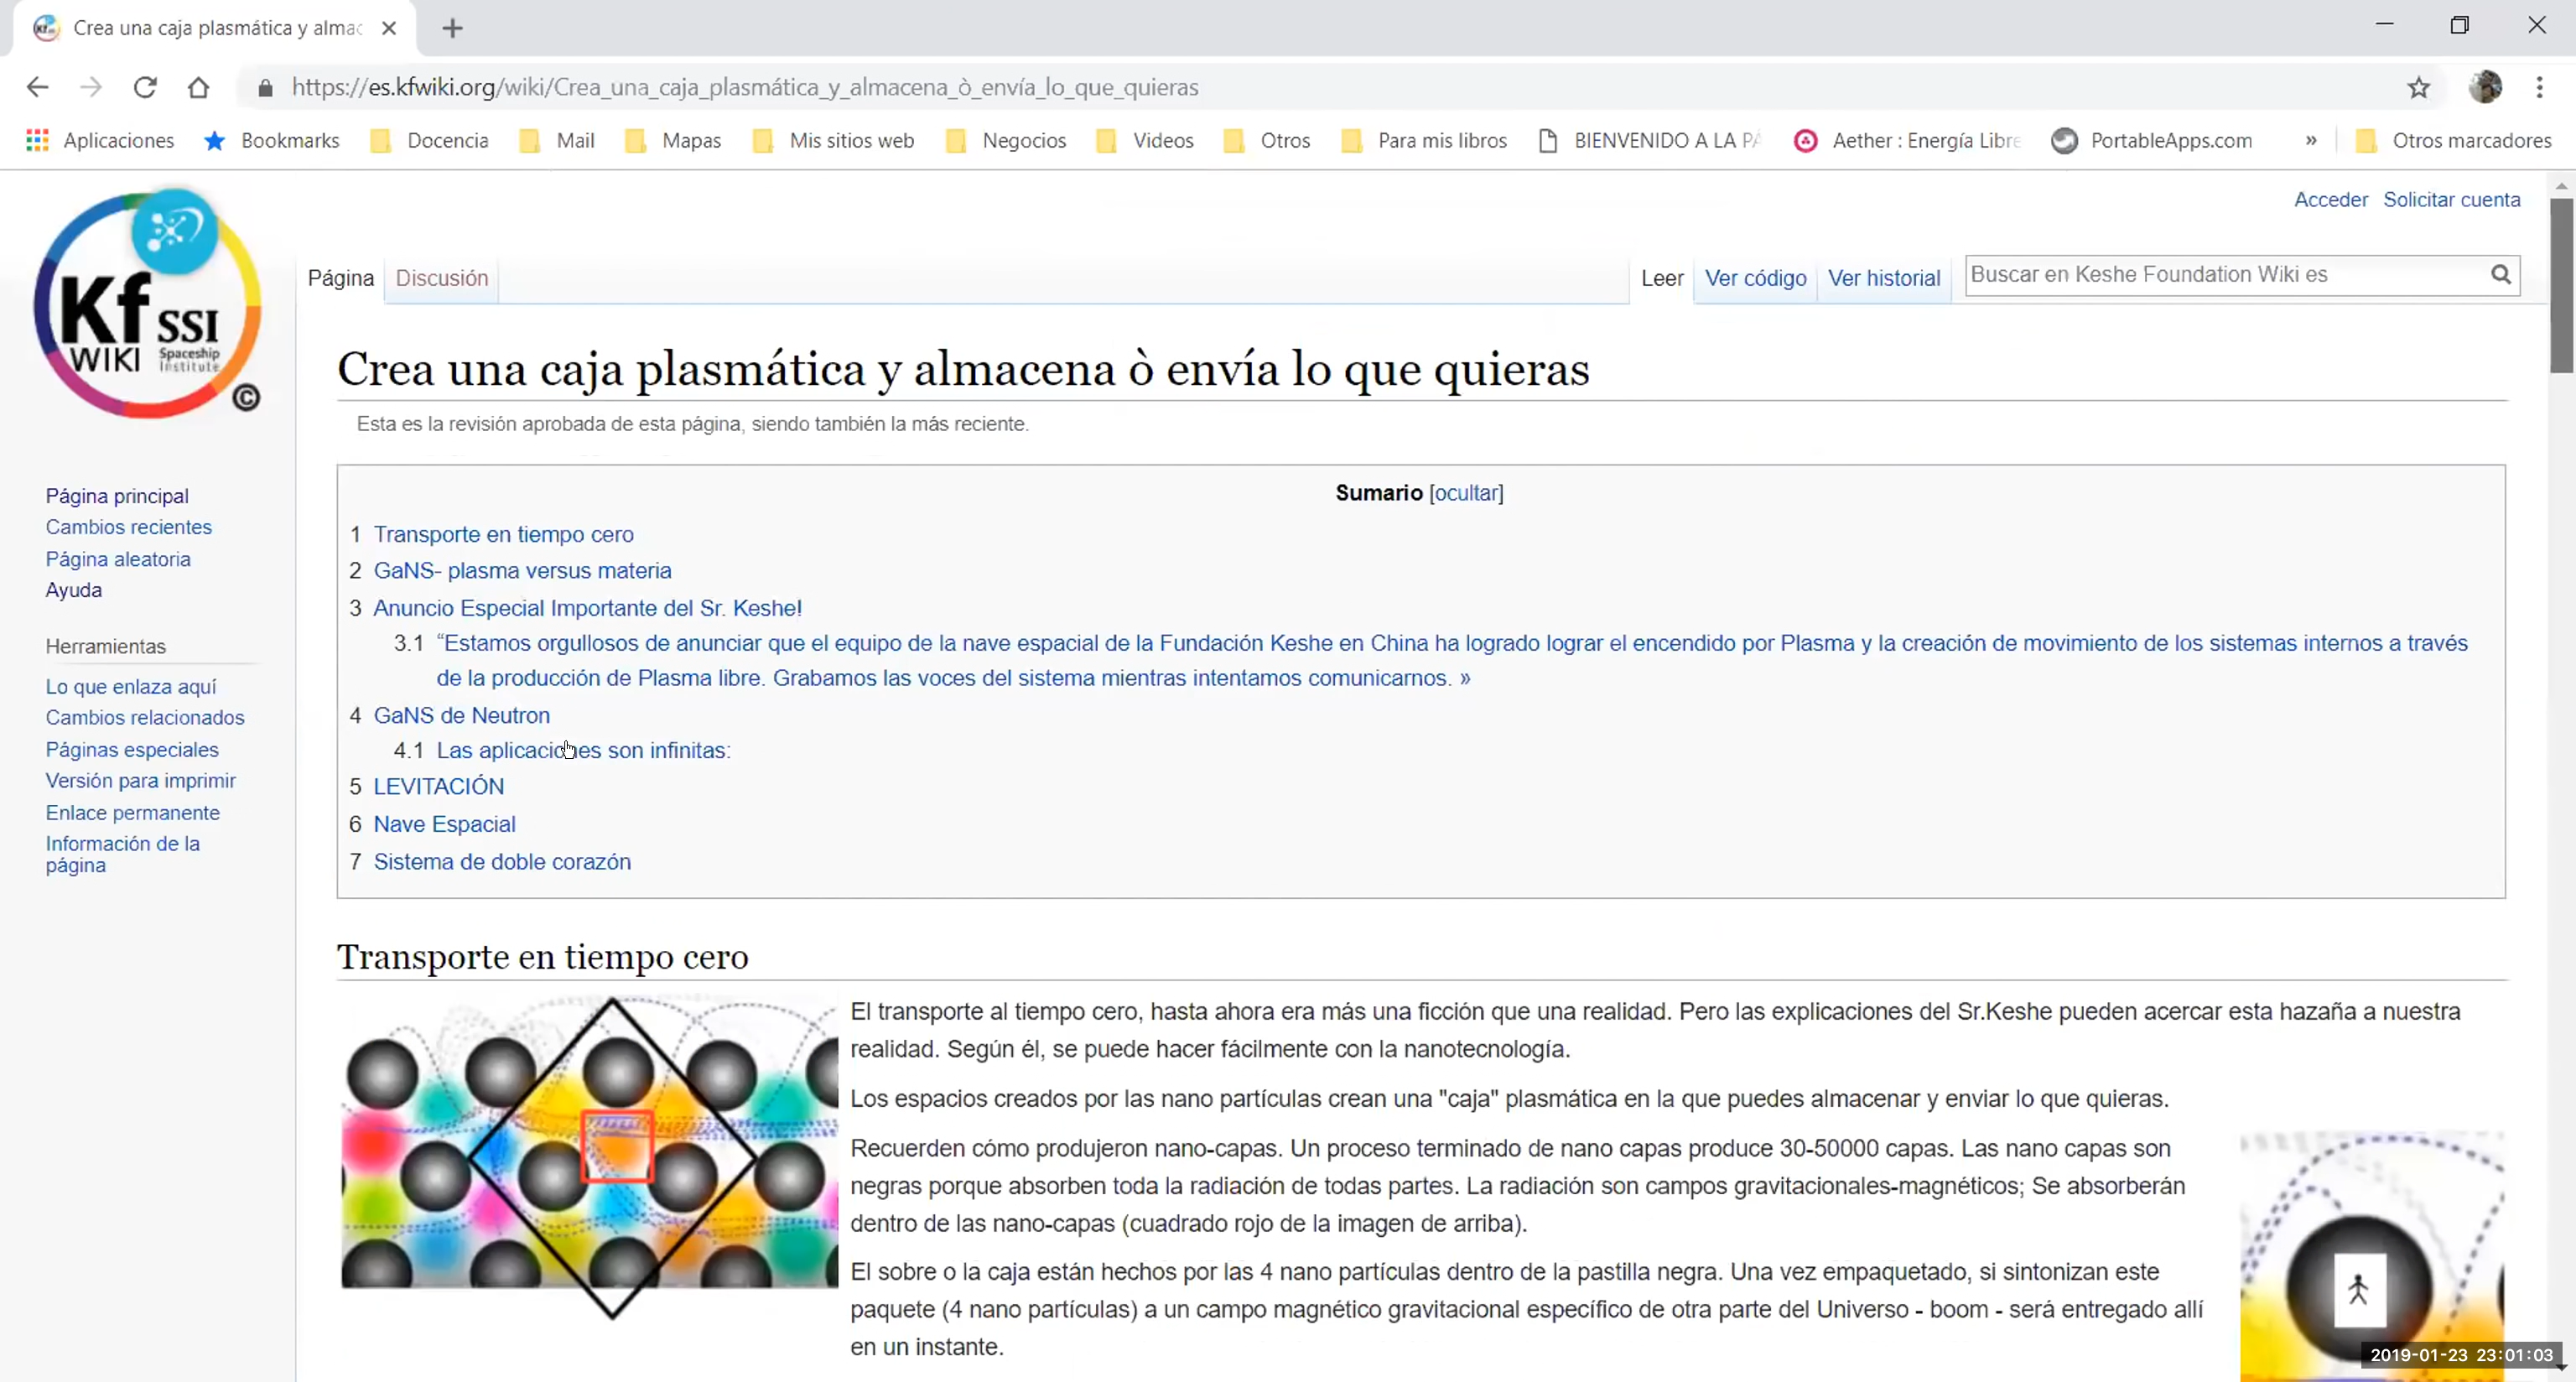 Crea una caja plasmática y almac
https://es.kfwiki.org/wiki/Crea_una_caja_plasmática_y_almacena_ò_envía_lo_que_quieras
Aplicaciones Bookmarks Docencia Mail Mapas Mis sitios web Negocios Videos Otros Para mis libros BIENVENIDO A LA PÁ Aether : Energía Libre PortableApps.com » Otros marcadores
Acceder Solicitar cuenta
Kf SSI
WIKI Spaceship
Institute
©
Página Discusión Leer Ver código Ver historial Buscar en Keshe Foundation Wiki es
Crea una caja plasmática y almacena ò envía lo que quieras
Esta es la revisión aprobada de esta página, siendo también la más reciente.
Página principal
Cambios recientes
Página aleatoria
Ayuda
Herramientas
Lo que enlaza aquí
Cambios relacionados
Páginas especiales
Versión para imprimir
Enlace permanente
Información de la
página
Sumario [ocultar]
1 Transporte en tiempo cero
2 GaNS- plasma versus materia
3 Anuncio Especial Importante del Sr. Keshe!
3.1 “Estamos orgullosos de anunciar que el equipo de la nave espacial de la Fundación Keshe en China ha logrado lograr el encendido por Plasma y la creación de movimiento de los sistemas internos a través
de la producción de Plasma libre. Grabamos las voces del sistema mientras intentamos comunicarnos. »
4 GaNS de Neutron
4.1 Las aplicaciones son infinitas:
5 LEVITACIÓN
6 Nave Espacial
7 Sistema de doble corazón
Transporte en tiempo cero
El transporte al tiempo cero, hasta ahora era más una ficción que una realidad. Pero las explicaciones del Sr.Keshe pueden acercar esta hazaña a nuestra
realidad. Según él, se puede hacer fácilmente con la nanotecnología.
Los espacios creados por las nano partículas crean una "caja" plasmática en la que puedes almacenar y enviar lo que quieras.
Recuerden cómo produjeron nano-capas. Un proceso terminado de nano capas produce 30-50000 capas. Las nano capas son
negras porque absorben toda la radiación de todas partes. La radiación son campos gravitacionales-magnéticos; Se absorberán
dentro de las nano-capas (cuadrado rojo de la imagen de arriba).
El sobre o la caja están hechos por las 4 nano partículas dentro de la pastilla negra. Una vez empaquetado, si sintonizan este
paquete (4 nano partículas) a un campo magnético gravitacional específico de otra parte del Universo - boom - será entregado allí
en un instante.
2019-01-23 23:01:03